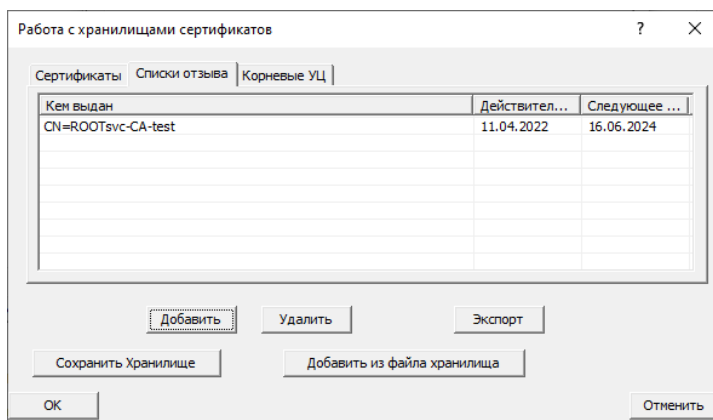 Работа с хранилищами сертификатов ? X
Сертификаты Списки отзыва Корневые УЦ
Кем выдан Действител... Следующее ...
CN=ROOTsvc-CA-test 11.04.2022 16.06.2024
Добавить Удалить Экспорт
Сохранить Хранилище Добавить из файла хранилища
OK Отменить